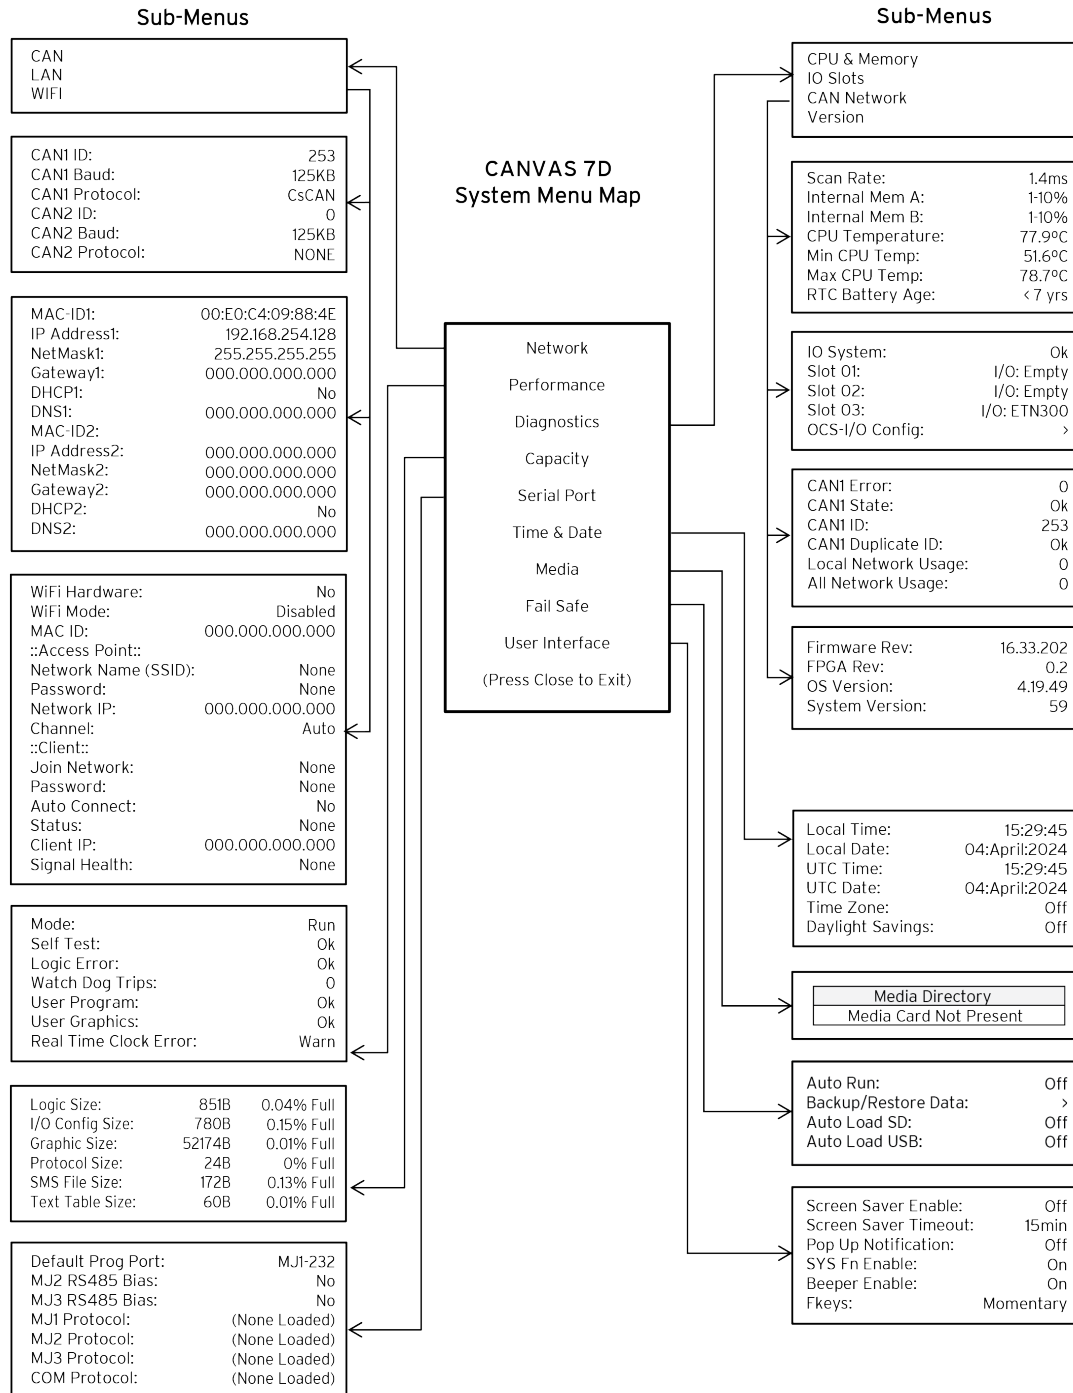 Sub-Menus
CAN
LAN
WIFI
CAN1 ID: 253
CAN1 Baud: 125KB
CAN1 Protocol: CsCAN
CAN2 ID: 0
CAN2 Baud: 125KB
CAN2 Protocol: NONE
MAC-ID1: 00:E0:C4:09:88:4E
IP Address1: 192.168.254.128
NetMask1: 255.255.255.255
Gateway1: 000.000.000.000
DHCP1: No
DNS1: 000.000.000.000
MAC-ID2:
IP Address2: 000.000.000.000
NetMask2: 000.000.000.000
Gateway2: 000.000.000.000
DHCP2: No
DNS2: 000.000.000.000
WiFi Hardware: No
WiFi Mode: Disabled
MAC ID: 000.000.000.000
::Access Point::
Network Name (SSID): None
Password: None
Network IP: 000.000.000.000
Channel: Auto
::Client::
Join Network: None
Password: None
Auto Connect: No
Status: None
Client IP: 000.000.000.000
Signal Health: None
Mode: Run
Self Test: Ok
Logic Error: Ok
Watch Dog Trips: 0
User Program: Ok
User Graphics: Ok
Real Time Clock Error: Warn
Logic Size: 851B 0.04% Full
I/O Config Size: 780B 0.15% Full
Graphic Size: 52174B 0.01% Full
Protocol Size: 24B 0% Full
SMS File Size: 172B 0.13% Full
Text Table Size: 60B 0.01% Full
Default Prog Port: MJ1-232
MJ2 RS485 Bias: No
MJ3 RS485 Bias: No
MJ1 Protocol: (None Loaded)
MJ2 Protocol: (None Loaded)
MJ3 Protocol: (None Loaded)
COM Protocol: (None Loaded)
CANVAS 7D
System Menu Map
Network
Performance
Diagnostics
Capacity
Serial Port
Time & Date
Media
Fail Safe
User Interface
(Press Close to Exit)
Sub-Menus
CPU & Memory
IO Slots
CAN Network
Version
Scan Rate: 1.4ms
Internal Mem A: 1-10%
Internal Mem B: 1-10%
CPU Temperature: 77.9ºC
Min CPU Temp: 51.6ºC
Max CPU Temp: 78.7ºC
RTC Battery Age: < 7 yrs
IO System: Ok
Slot 01: I/O: Empty
Slot 02: I/O: Empty
Slot 03: I/O: ETN300
OCS-I/O Config: >
CAN1 Error: 0
CAN1 State: Ok
CAN1 ID: 253
CAN1 Duplicate ID: Ok
Local Network Usage: 0
All Network Usage: 0
Firmware Rev: 16.33.202
FPGA Rev: 0.2
OS Version: 4.19.49
System Version: 59
Local Time: 15:29:45
Local Date: 04:April:2024
UTC Time: 15:29:45
UTC Date: 04:April:2024
Time Zone: Off
Daylight Savings: Off
Media Directory
Media Card Not Present
Auto Run: Off
Backup/Restore Data: >
Auto Load SD: Off
Auto Load USB: Off
Screen Saver Enable: Off
Screen Saver Timeout: 15min
Pop Up Notification: Off
SYS Fn Enable: On
Beeper Enable: On
Fkeys: Momentary